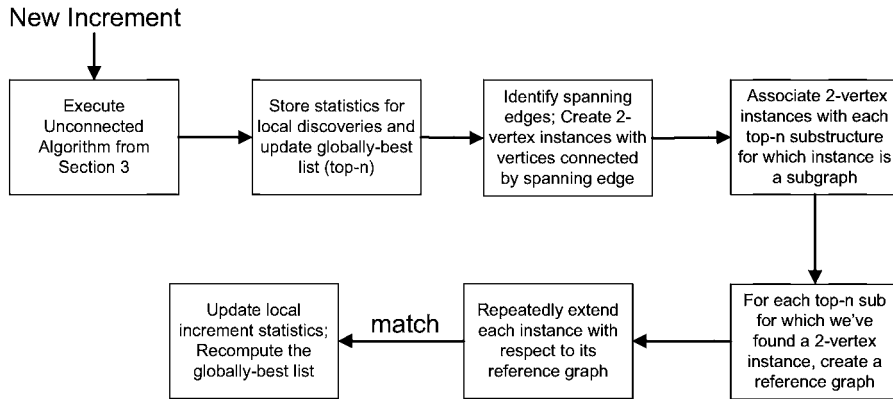 New Increment
Execute
Unconnected
Algorithm from
Section 3
Store statistics for
local discoveries and
update globally-best
list (top-n)
Identify spanning
edges; Create 2-
vertex instances with
vertices connected
by spanning edge
Associate 2-vertex
instances with each
top-n substructure
for which instance is
a subgraph
For each top-n sub
for which we've
found a 2-vertex
instance, create a
reference graph
Repeatedly extend
each instance with
respect to its
reference graph
match
Update local
increment statistics;
Recompute the
globally-best list